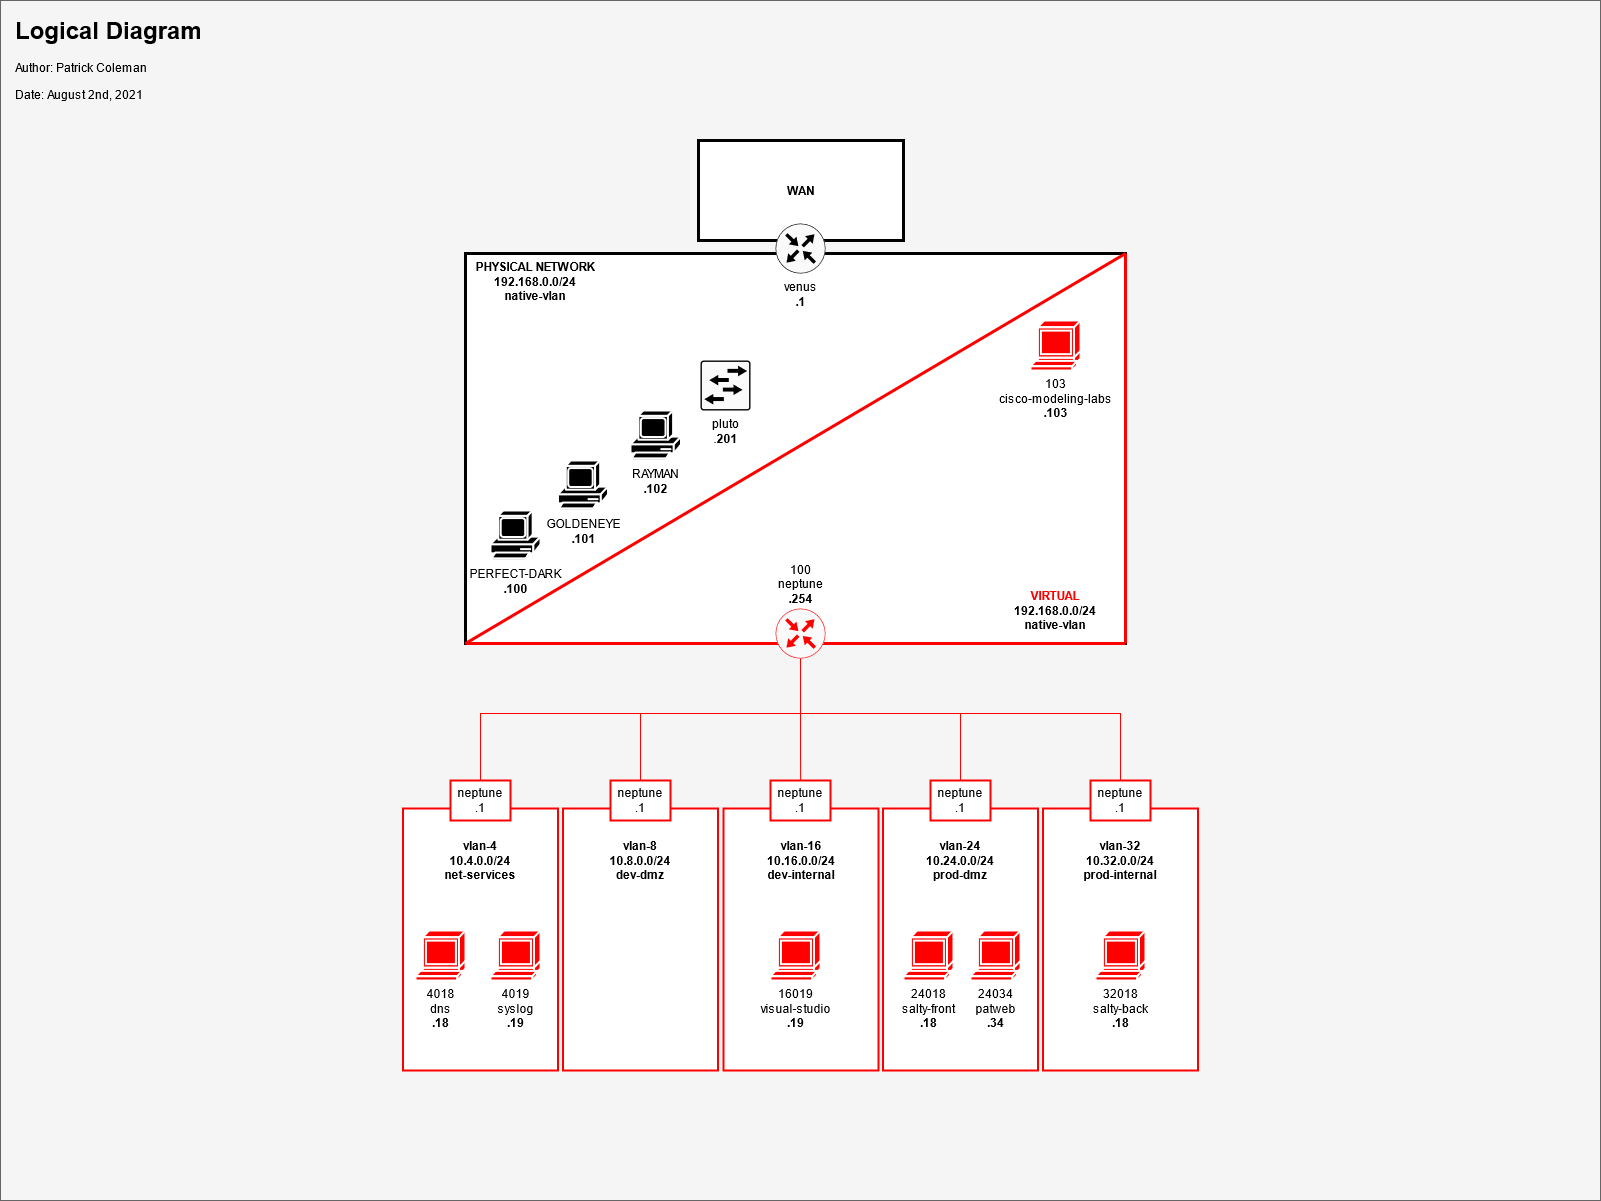 Logical Diagram
Author: Patrick Coleman
Date: August 2nd, 2021
WAN
PHYSICAL NETWORK
192.168.0.0/24
native-vlan
venus
.1
103
cisco-modeling-labs
.103
pluto
.201
RAYMAN
.102
GOLDENEYE
.101
PERFECT-DARK
.100
100
neptune
.254
VIRTUAL
192.168.0.0/24
native-vlan
neptune
.1
vlan-4
10.4.0.0/24
net-services
4018
dns
.18
4019
syslog
.19
neptune
.1
vlan-8
10.8.0.0/24
dev-dmz
neptune
.1
vlan-16
10.16.0.0/24
dev-internal
16019
visual-studio
.19
neptune
.1
vlan-24
10.24.0.0/24
prod-dmz
24018
salty-front
.18
24034
patweb
.34
neptune
.1
vlan-32
10.32.0.0/24
prod-internal
32018
salty-back
.18